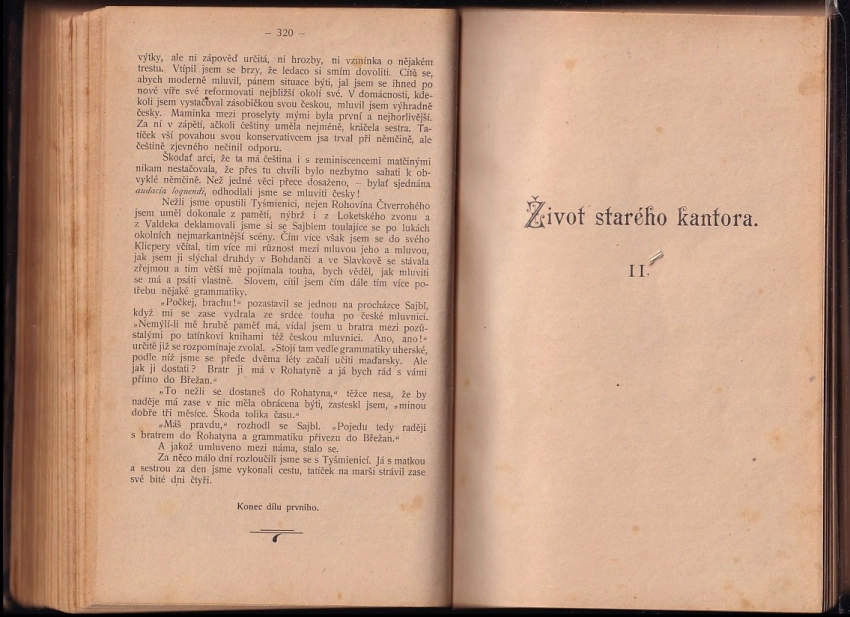 – 320 –
výtky, ale ni zápověď určitá, ni hrozby, ni vzmínka o nějakém
trestu. Vtípil jsem se brzy, že ledaco si smím dovoliti. Cítě se,
abych moderně mluvil, pánem situace býti, jal jsem se ihned po
nové víře své reformovati nejbližší okolí své. V domácnosti, kde-
koli jsem vystačoval zásobičkou svou českou, mluvil jsem výhradně
česky. Maminka mezi proselyty mými byla první a nejhorlivější.
Za ní v zápětí, ačkoli češtiny uměla nejméně, kráčela sestra. Ta-
tíček vší povahou svou konservativcem jsa trval při němčině, ale
češtině zjevného nečinil odporu.
Škodať arci, že ta má čeština i s reminiscencemi matčinými
nikam nestačovala, že přes tu chvíli bylo nezbytno sahati k ob-
vyklé němčině. Než jedné věci přece dosaženo, – bylať sjednána
audacia loquendi, odhodlali jsme se mluviti česky!
Nežli jsme opustili Tyśmienici, nejen Rohovína Čtverrohého
jsem uměl dokonale z paměti, nýbrž i z Loketského zvonu a
z Valdeka deklamovali jsme si se Sajblem toulajíce se po lukách
okolních nejmarkantnější scény. Čím více však jsem se do svého
Klicpery včítal, tím více mi různost mezi mluvou jeho a mluvou,
jak jsem ji slýchal druhdy v Bohdanči a ve Slavkově se stávala
zřejmou a tím větší mě pojímala touha, bych věděl, jak mluviti
se má a psáti vlastně. Slovem, cítil jsem čím dále tím více po-
třebu nějaké grammatiky.
„Počkej, brachu!“ pozastavil se jednou na procházce Sajbl,
když mi se zase vydrala ze srdce touha po české mluvnici.
„Nemýlí-li mě hrubě paměť má, vídal jsem u bratra mezi pozů-
stalými po tatínkovi knihami též českou mluvnici. Ano, ano!“
určitě již se rozpomínaje zvolal. „Stojí tam vedle grammatiky uherské,
podle níž jsme se přede dvěma léty začali učiti maďarsky. Ale
jak ji dostati? Bratr ji má v Rohatyně a já bych rád s vámi
přímo do Břežan.“
„To nežli se dostaneš do Rohatyna,“ těžce nesa, že by
naděje má zase v nic měla obrácena býti, zasteskl jsem, „minou
dobře tři měsíce. Škoda tolika času.“
„Máš pravdu,“ rozhodl se Sajbl. „Pojedu tedy raději
s bratrem do Rohatyna a grammatiku přivezu do Břežan.“
A jakož umluveno mezi náma, stalo se.
Za něco málo dní rozloučili jsme se s Tyśmienicí. Já s matkou
a sestrou za den jsme vykonali cestu, tatíček na marši strávil zase
své bité dni čtyři.
Konec dílu prvního.
Život starého kantora.
II.